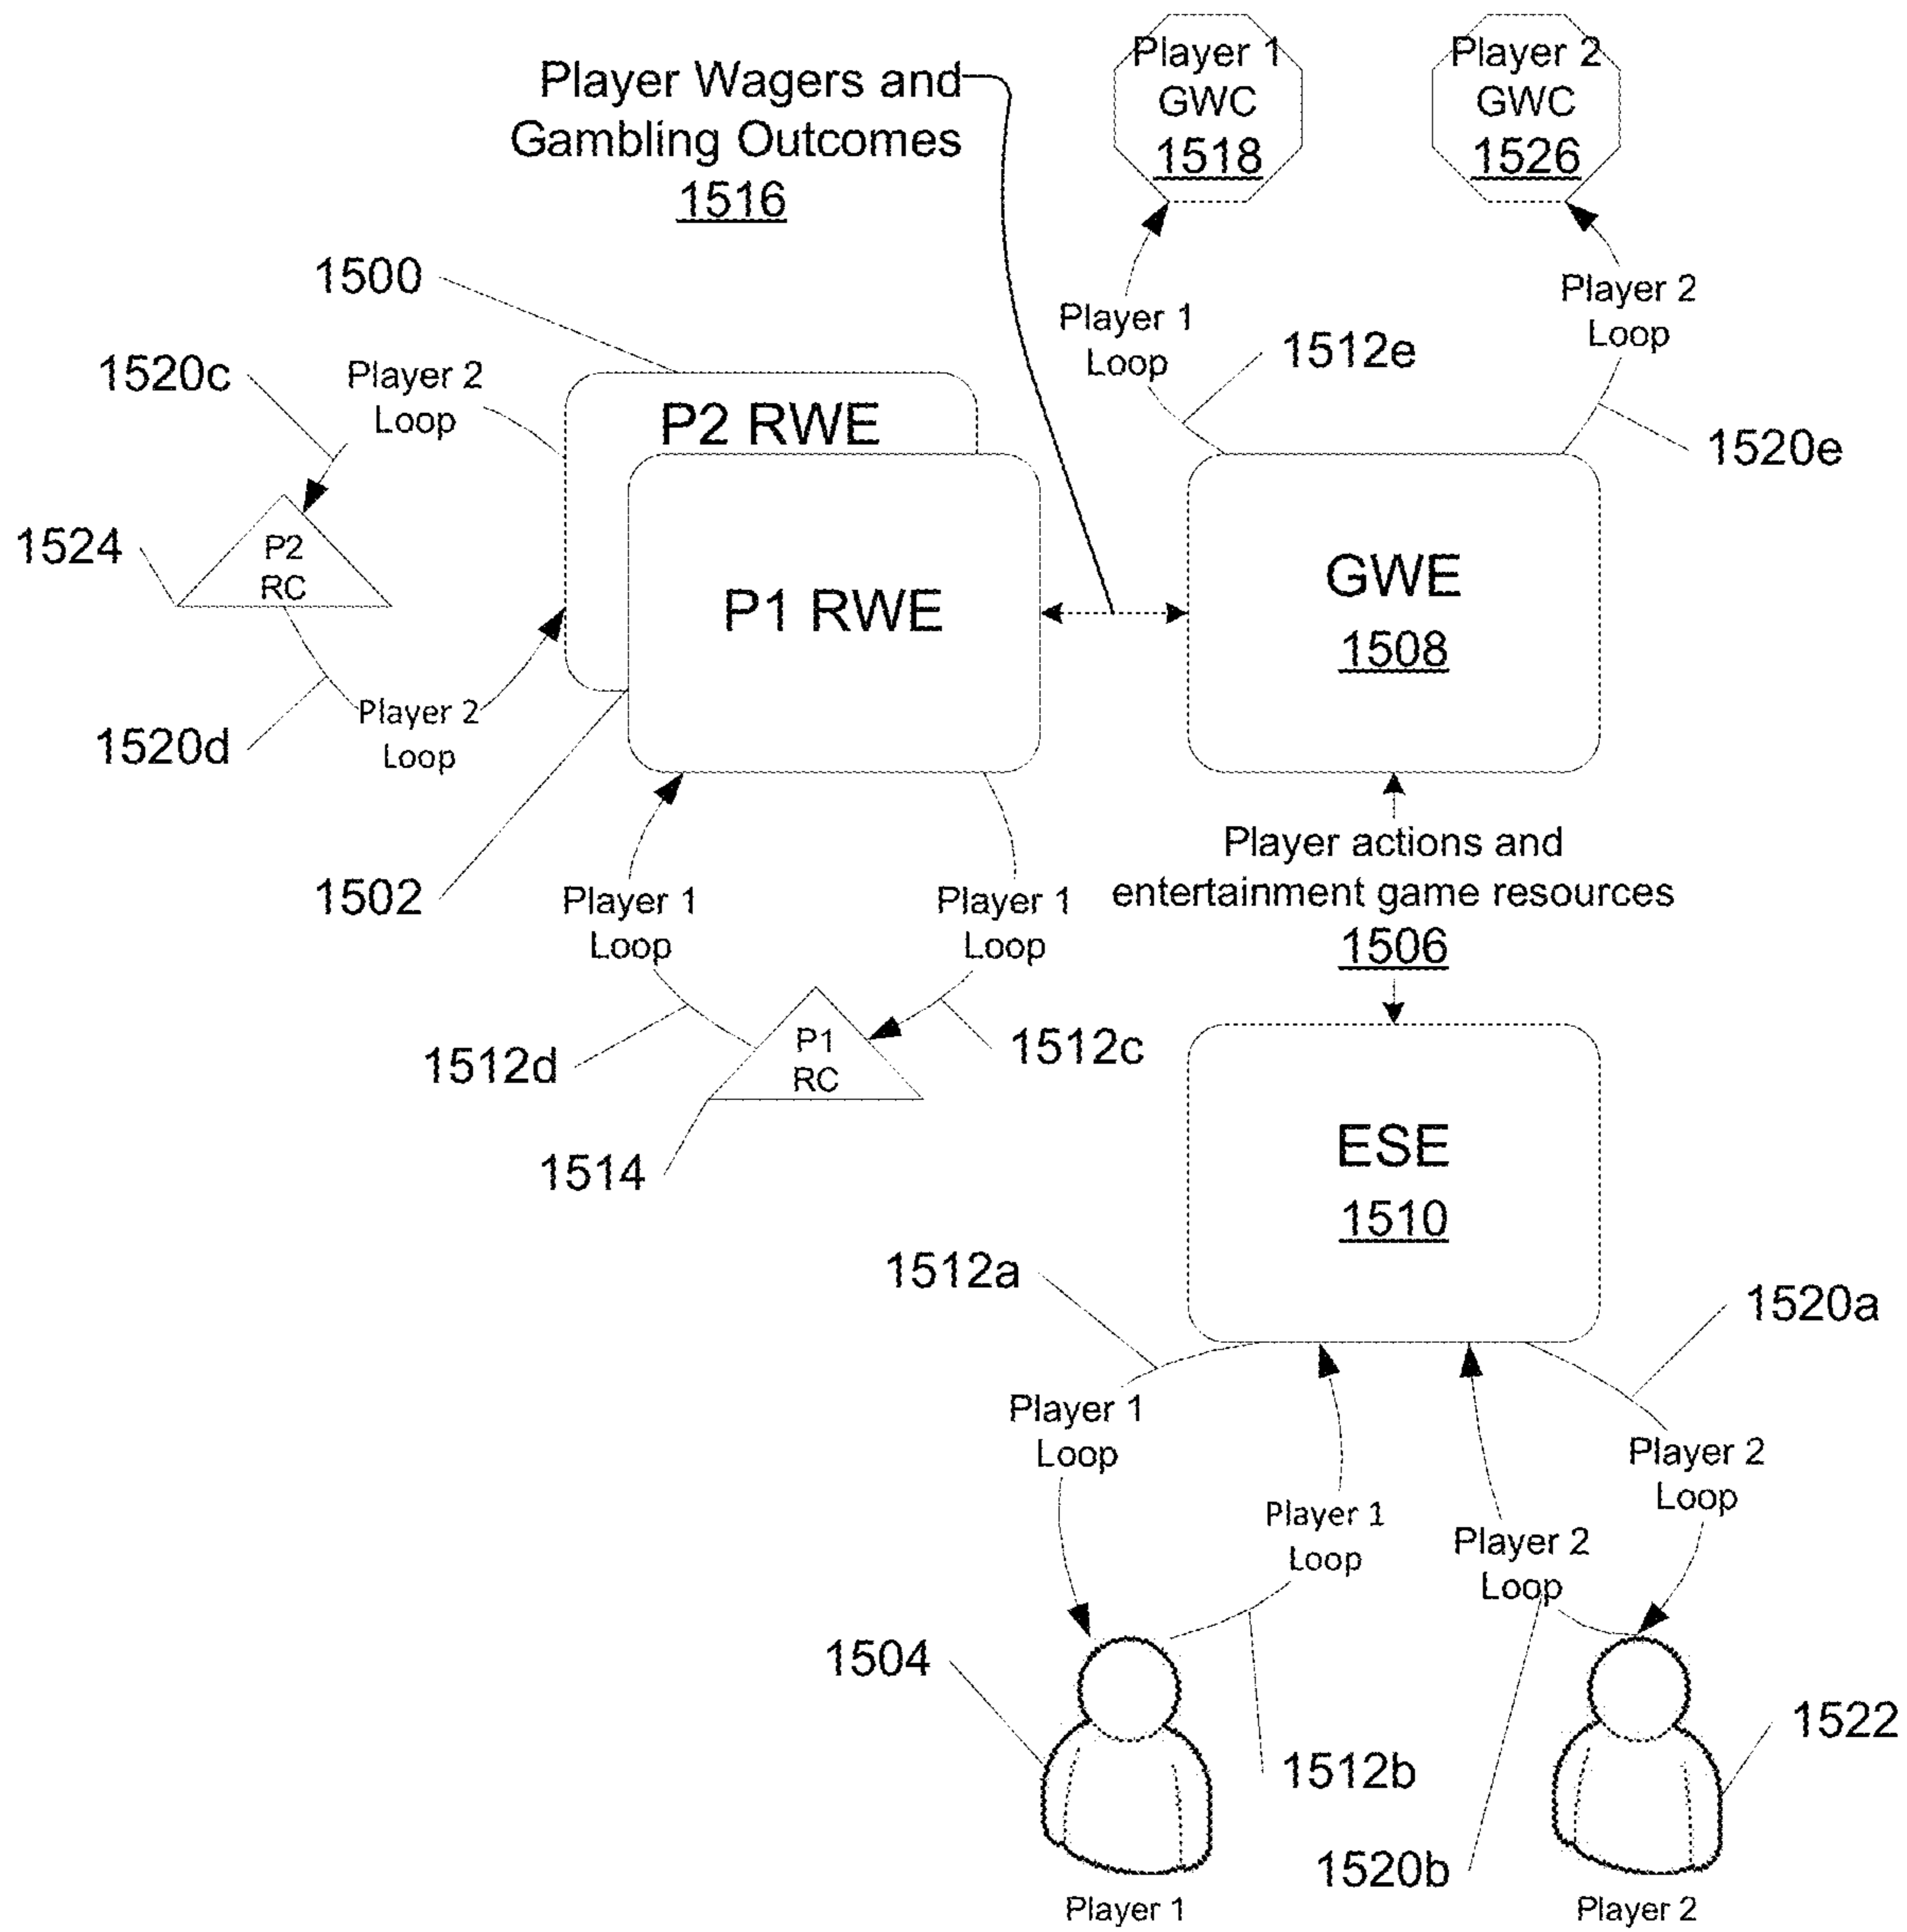 Player Wagers and
Gambling Outcomes
1516
Player 1
GWC
1518
Player 2
GWC
1526
1500
Player 1
Loop
1512e
Player 2
Loop
1520e
1520c
Player 2
Loop
P2 RWE
P1 RWE
GWE
1508
1524
P2
RC
1520d
Player 2
Loop
1502
Player 1
Loop
Player 1
Loop
Player actions and
entertainment game resources
1506
1512d
P1
RC
1512c
1514
ESE
1510
1512a
1520a
Player 1
Loop
Player 2
Loop
Player 1
Loop
Player 2
Loop
1504
1522
1512b
1520b
Player 1
Player 2